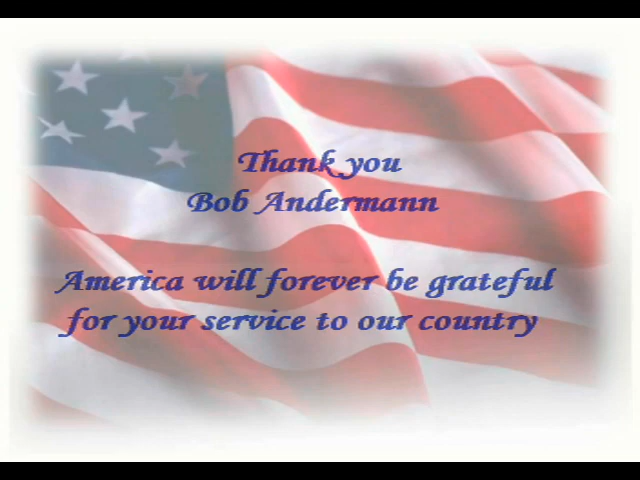 Thank you
Bob Andermann
America will forever be grateful
for your service to our country